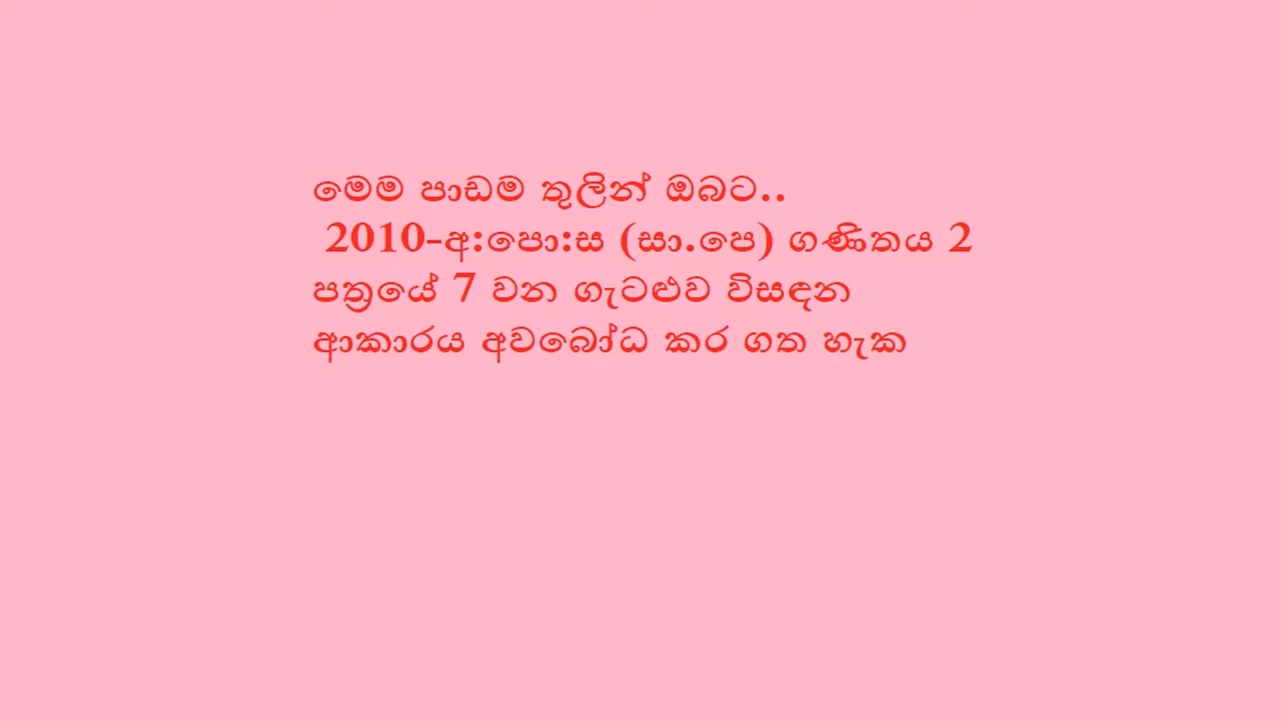 මෙම පාඩම තුලින් ඔබට..
2010-අ:පො:ස (සා.පෙ) ගණිතය 2
පත්‍රයේ 7 වන ගැටළුව විසඳන
ආකාරය අවබෝධ කර ගත හැක